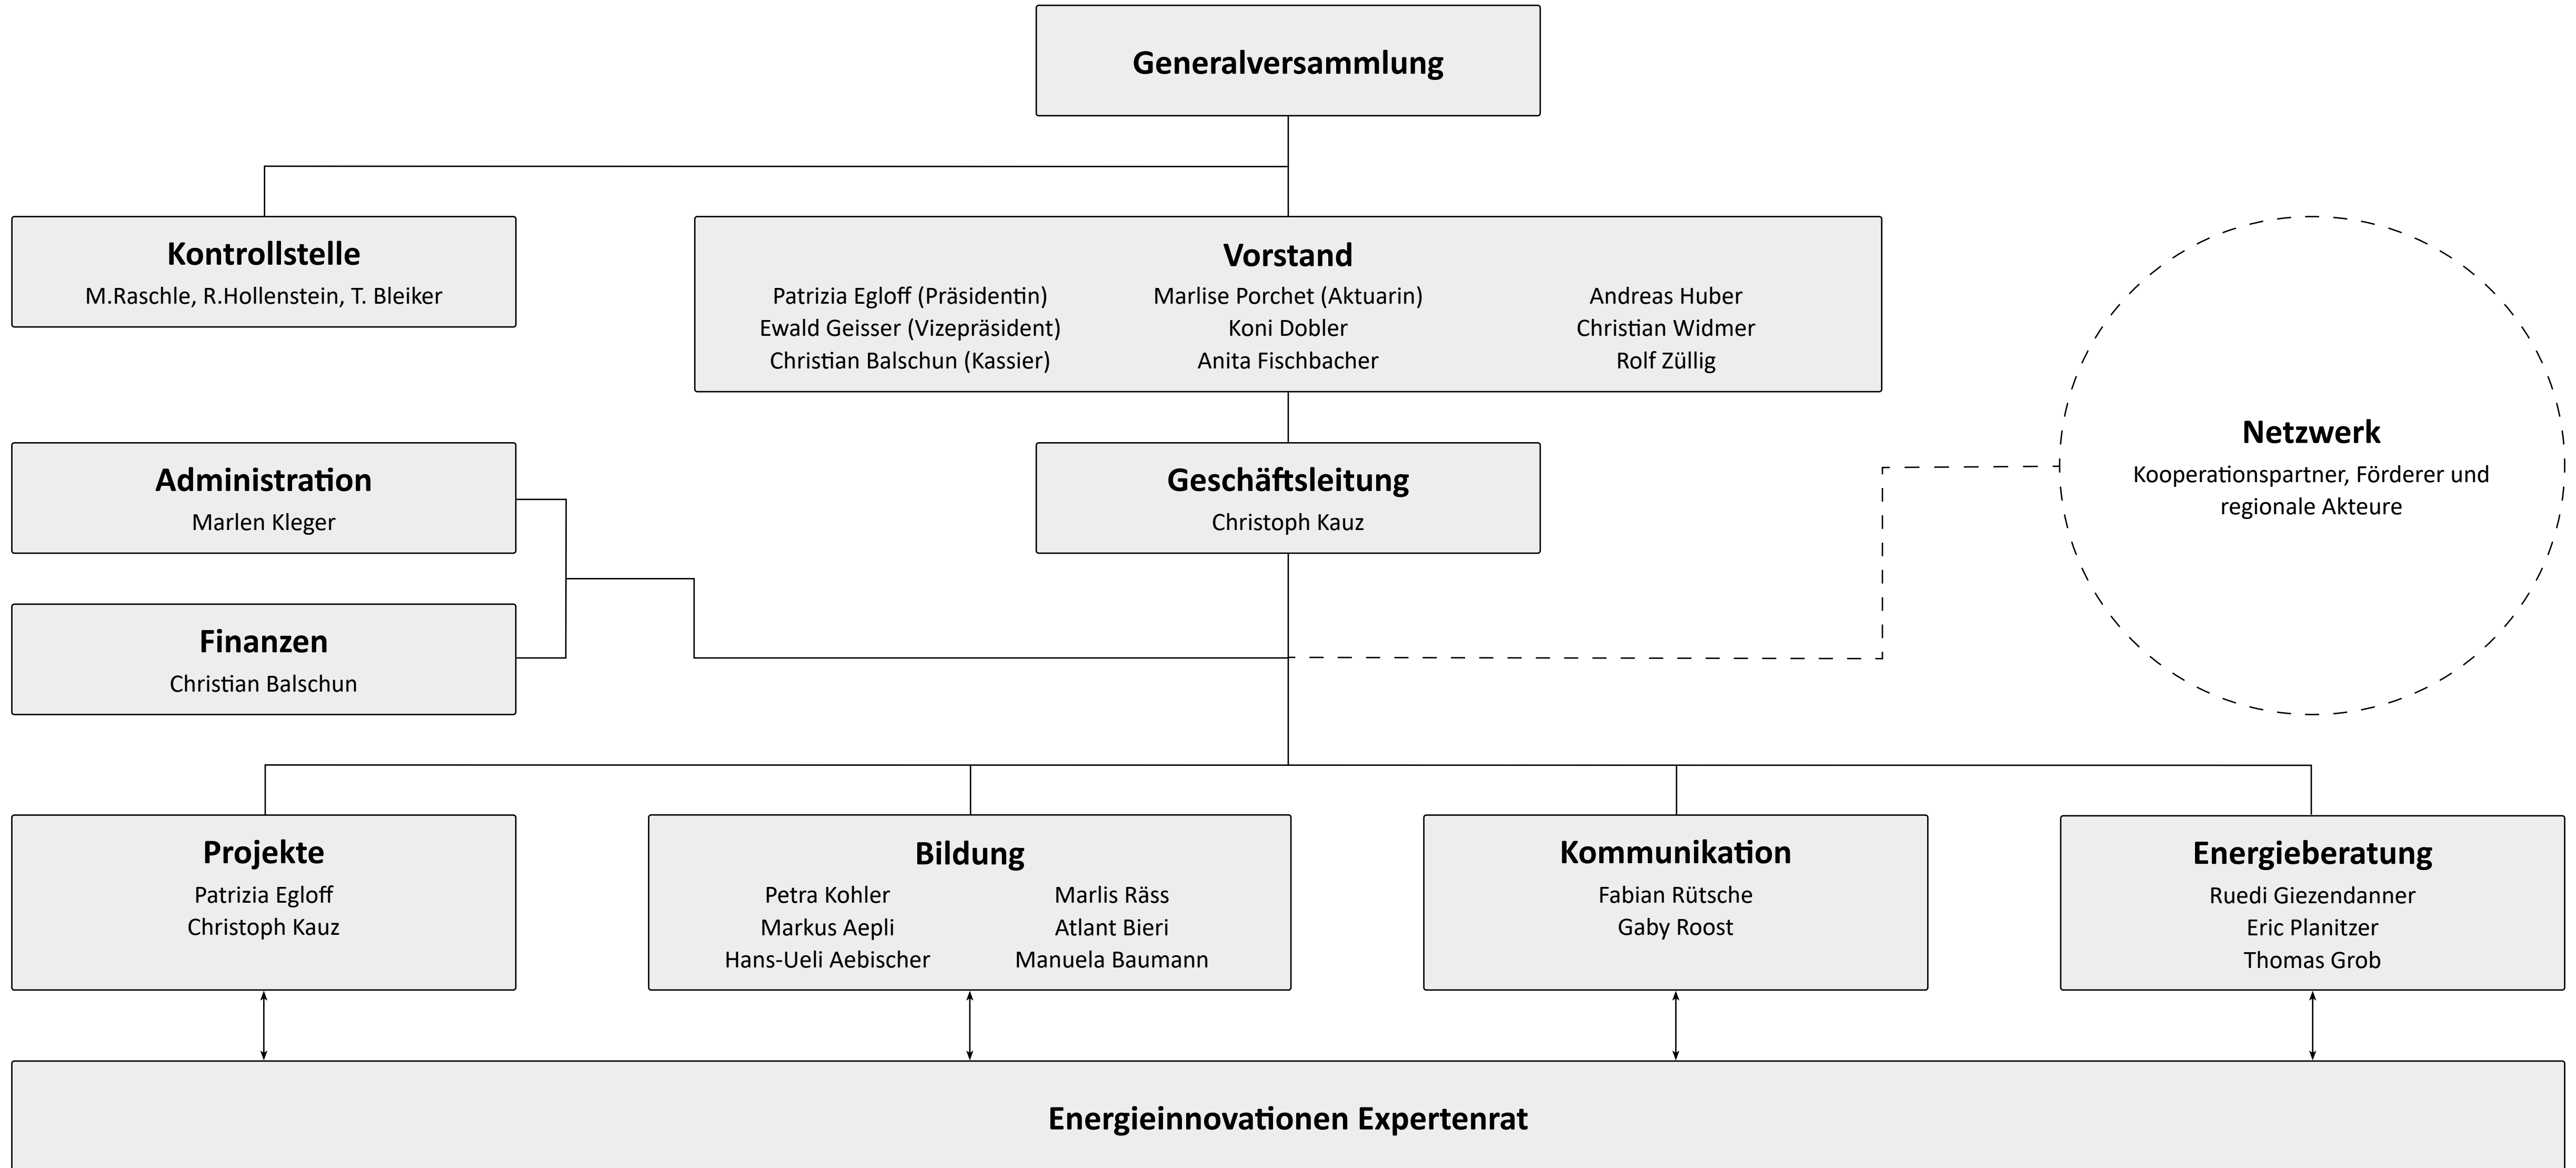 Generalversammlung
Kontrollstelle
M.Raschle, R.Hollenstein, T. Bleiker
Vorstand
Patrizia Egloff (Präsidentin)
Ewald Geisser (Vizepräsident)
Christian Balschun (Kassier)
Marlise Porchet (Aktuarin)
Koni Dobler
Anita Fischbacher
Andreas Huber
Christian Widmer
Rolf Züllig
Netzwerk
Kooperationspartner, Förderer und
regionale Akteure
Administration
Marlen Kleger
Geschäftsleitung
Christoph Kauz
Finanzen
Christian Balschun
Projekte
Patrizia Egloff
Christoph Kauz
Bildung
Petra Kohler
Markus Aepli
Hans-Ueli Aebischer
Marlis Räss
Atlant Bieri
Manuela Baumann
Kommunikation
Fabian Rütsche
Gaby Roost
Energieberatung
Ruedi Giezendanner
Eric Planitzer
Thomas Grob
Energieinnovationen Expertenrat